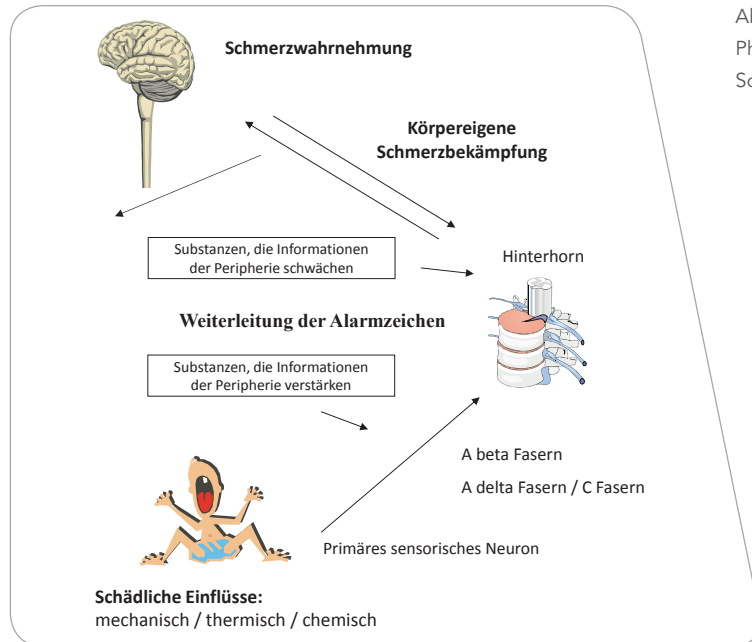 Schmerzwahrnehmung
Körpereigene
Schmerzbekämpfung
Substanzen, die Informationen
der Peripherie schwächen
Hinterhorn
Weiterleitung der Alarmzeichen
Substanzen, die Informationen
der Peripherie verstärken
A beta Fasern
A delta Fasern / C Fasern
Primäres sensorisches Neuron
Schädliche Einflüsse:
mechanisch / thermisch / chemisch